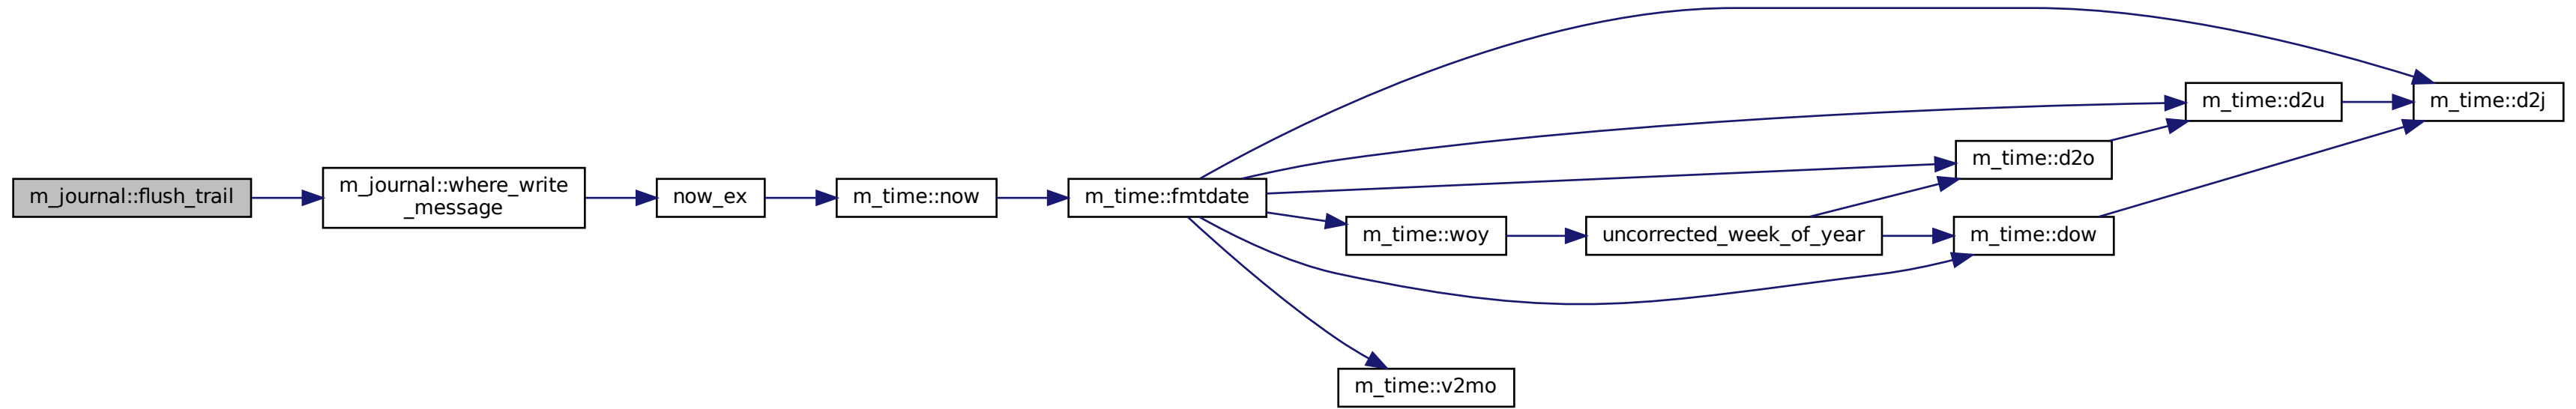 m_journal::flush_trail
m_journal::where_write
_message
now_ex
m_time::now
m_time::fmtdate
m_time::woy
m_time::v2mo
uncorrected_week_of_year
m_time::d2o
m_time::dow
m_time::d2u
m_time::d2j